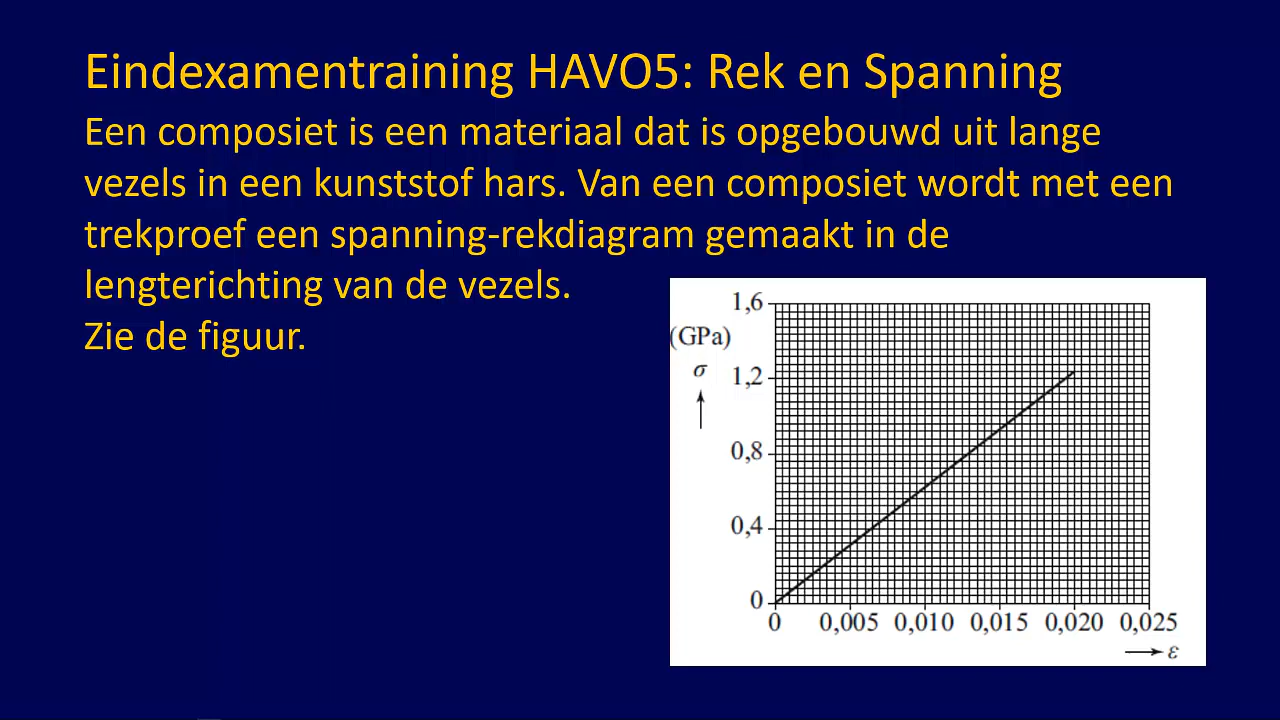 Eindexamentraining HAVO5: Rek en Spanning
Een composiet is een materiaal dat is opgebouwd uit lange
vezels in een kunststof hars. Van een composiet wordt met een
trekproef een spanning-rekdiagram gemaakt in de
lengterichting van de vezels.
Zie de figuur.
1,6
(GPa)
σ
1,2
0,8
0,4
0
0 0,005 0,010 0,015 0,020 0,025
ε